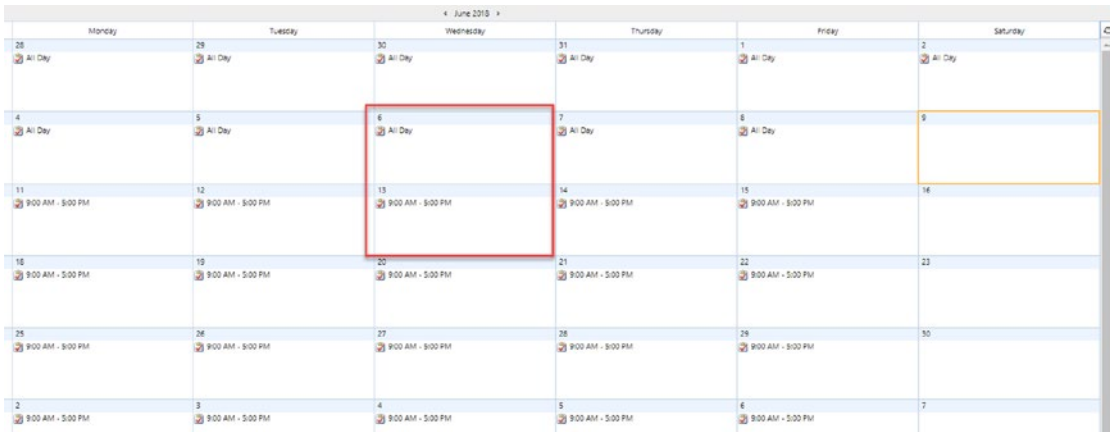 June 2018
Monday Tuesday Wednesday Thursday Friday Saturday
28 29 30 31 1 2
All Day All Day All Day All Day All Day All Day
4 5 6 7 8 9
All Day All Day All Day All Day All Day
11 12 13 14 15 16
9:00 AM - 5:00 PM 9:00 AM - 5:00 PM 9:00 AM - 5:00 PM 9:00 AM - 5:00 PM 9:00 AM - 5:00 PM
18 19 20 21 22 23
9:00 AM - 5:00 PM 9:00 AM - 5:00 PM 9:00 AM - 5:00 PM 9:00 AM - 5:00 PM 9:00 AM - 5:00 PM
25 26 27 28 29 30
9:00 AM - 5:00 PM 9:00 AM - 5:00 PM 9:00 AM - 5:00 PM 9:00 AM - 5:00 PM 9:00 AM - 5:00 PM
2 3 4 5 6 7
9:00 AM - 5:00 PM 9:00 AM - 5:00 PM 9:00 AM - 5:00 PM 9:00 AM - 5:00 PM 9:00 AM - 5:00 PM